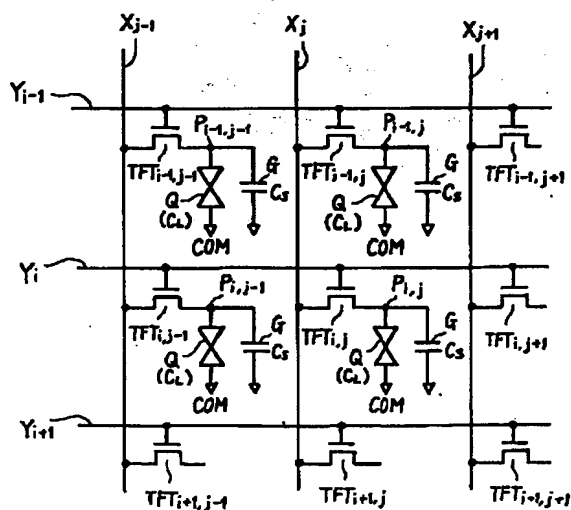 Xj-1 Xj Xj+1
Yi-1
Pi-1,j-1 Pi-1,j
TFTi-1,j-1 G TFTi-1,j G TFTi-1,j+1
Q CS Q CS
(CL) (CL)
COM COM
Yi
Pi,j-1 Pi,j
TFTi,j-1 G TFTi,j G TFTi,j+1
Q CS Q CS
(CL) (CL)
COM COM
Yi+1
TFTi+1,j-1 TFTi+1,j TFTi+1,j+1